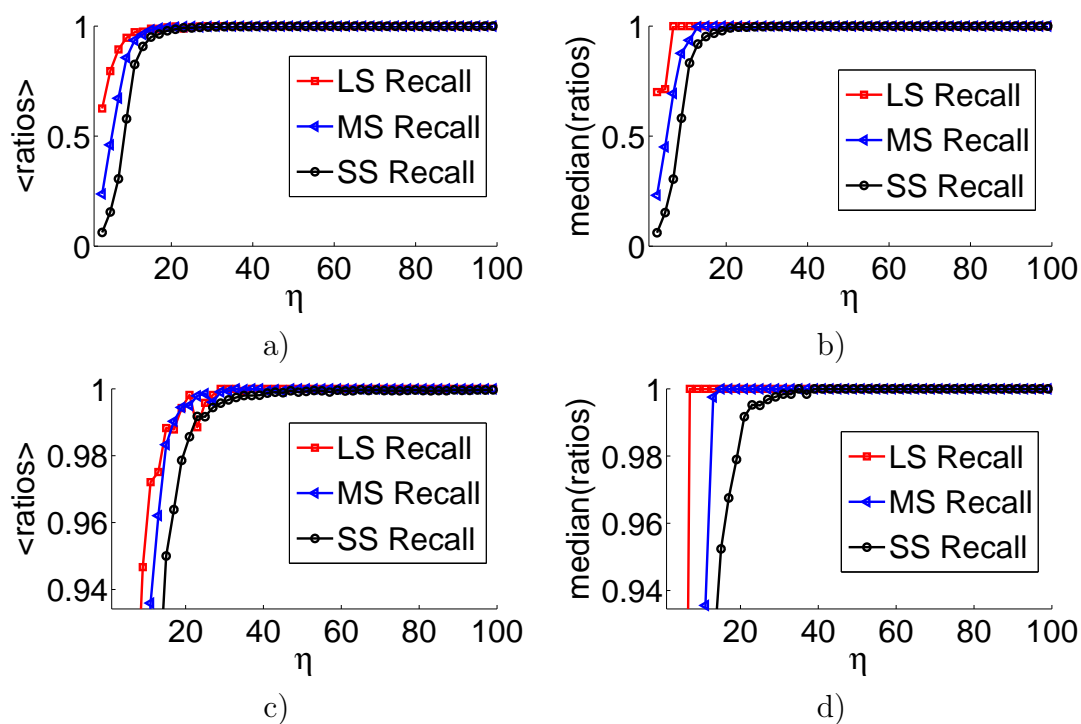 1
0.5
0
<ratios>
LS Recall
MS Recall
SS Recall
20 40 60 80 100
η
a)
1
0.5
0
median(ratios)
LS Recall
MS Recall
SS Recall
20 40 60 80 100
η
b)
1
0.98
0.96
0.94
<ratios>
LS Recall
MS Recall
SS Recall
20 40 60 80 100
η
c)
1
0.98
0.96
0.94
median(ratios)
LS Recall
MS Recall
SS Recall
20 40 60 80 100
η
d)